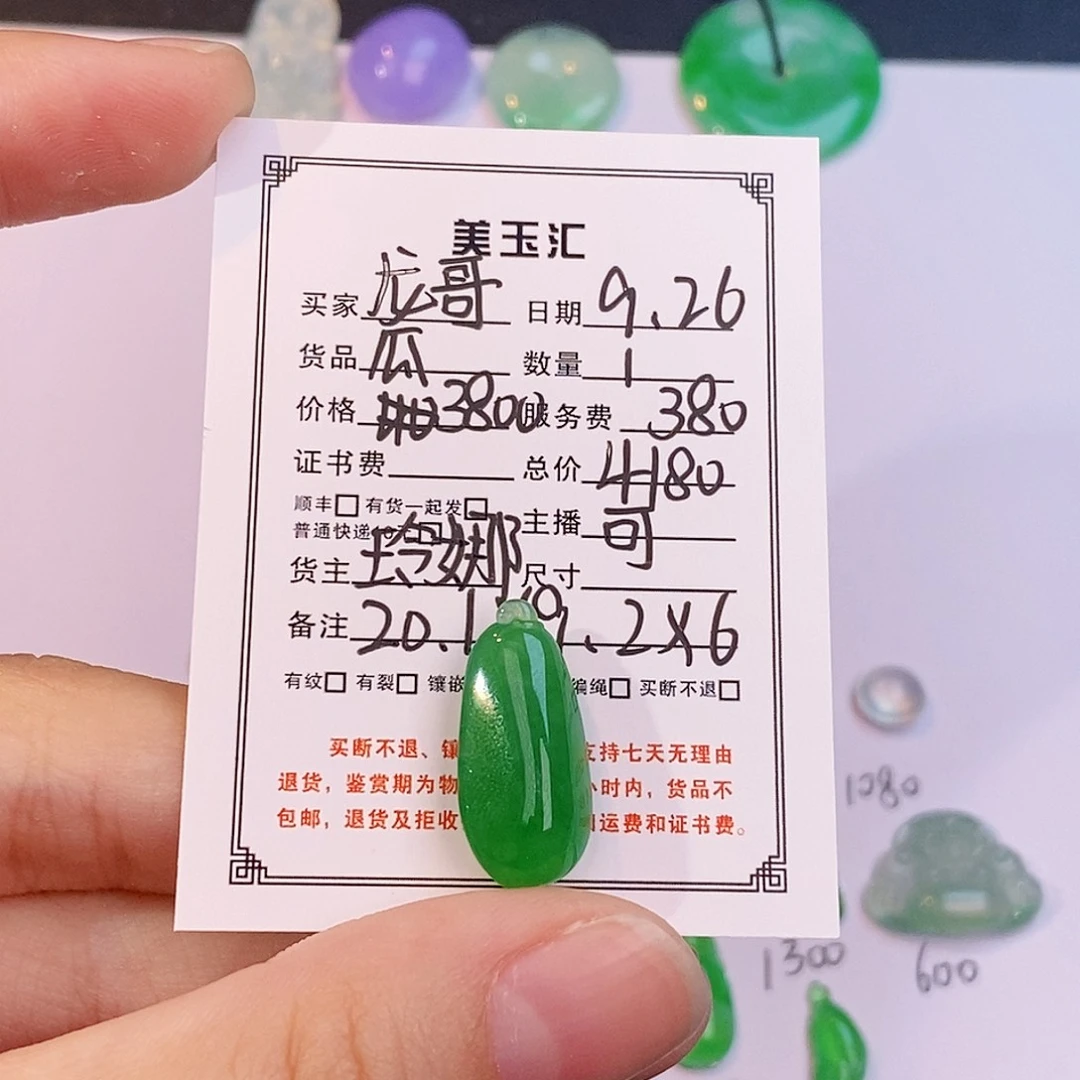 美玉汇
买家 龙哥 日期 9.26
货品 瓜 数量 1
价格 3800 服务费 380
证书费 总价 4180
顺丰 有货一起发
普通快递 主播 可
货主 玲娜 尺寸
备注 20.1 9.2X6
有纹 有裂 镶嵌 编绳 买断不退
买断不退、镶 支持七天无理由
退货,鉴赏期为物 小时内,货品不
包邮,退货及拒收 运费和证书费。
1080
1300
600